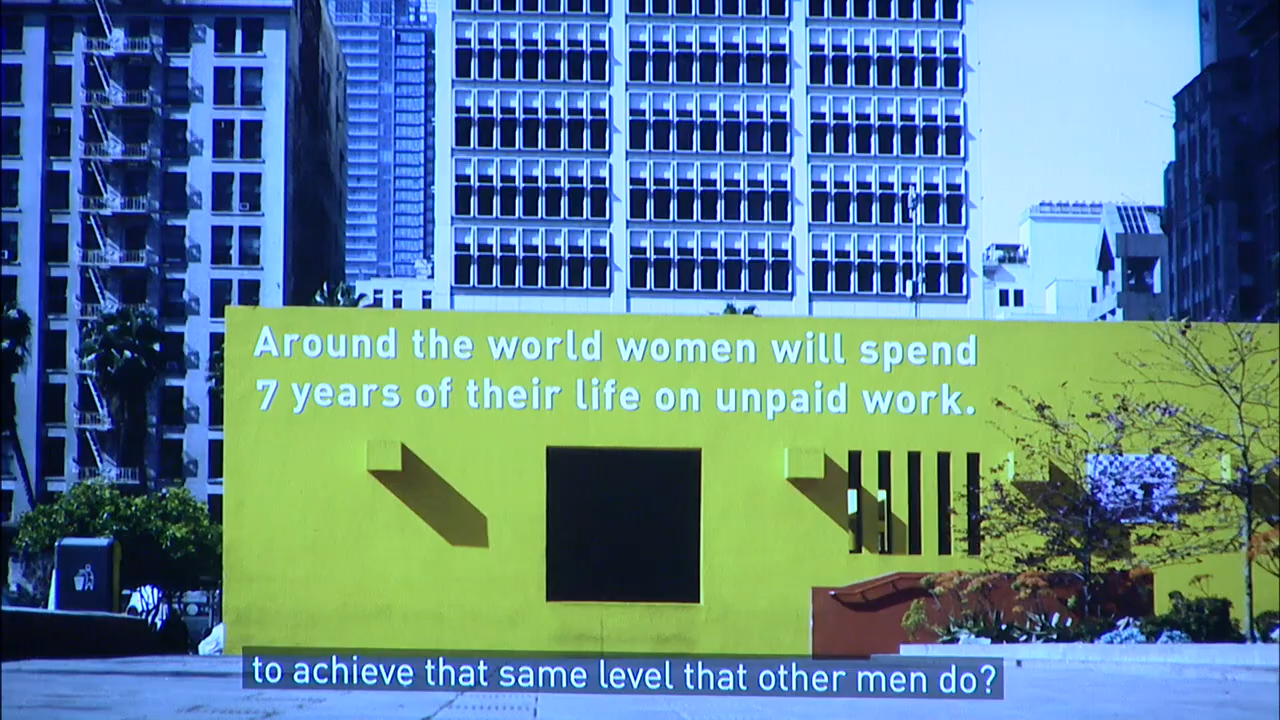 Around the world women will spend
7 years of their life on unpaid work.
to achieve that same level that other men do?